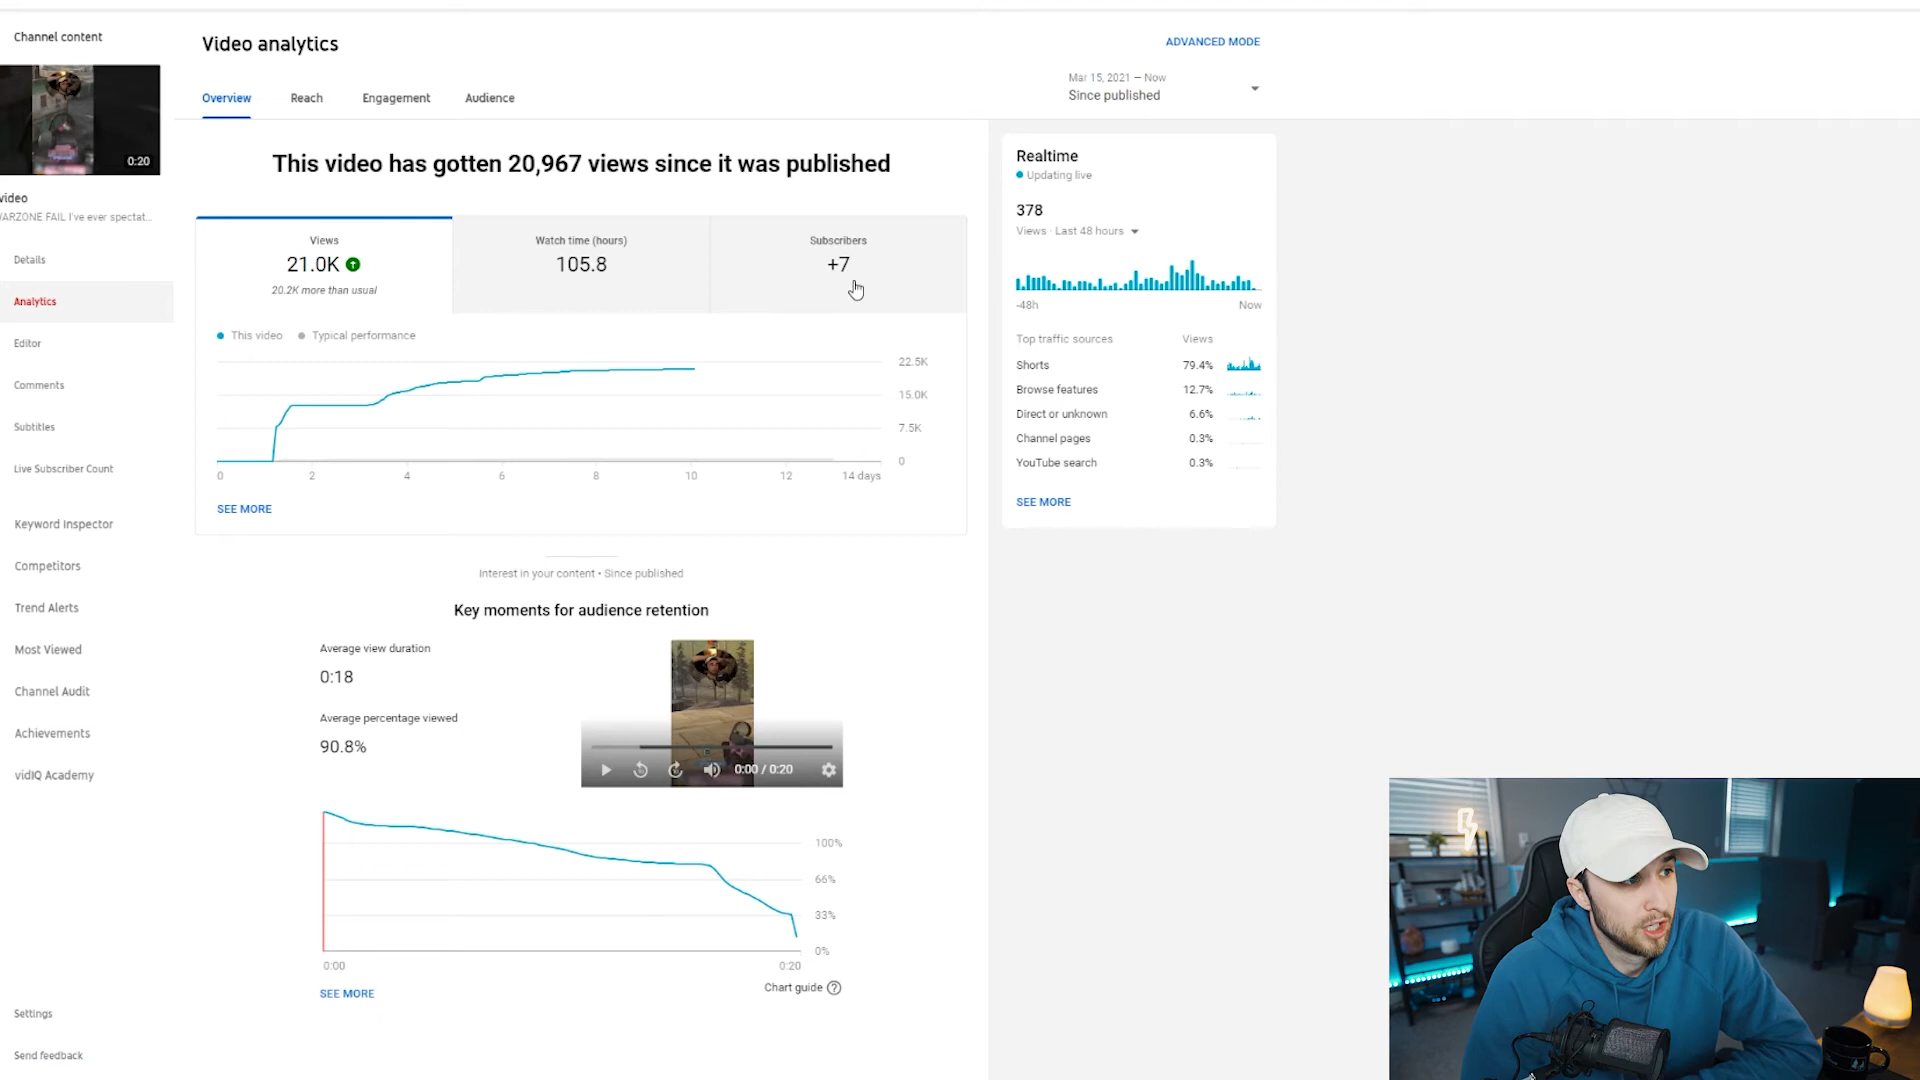 Channel content
0:20
video
ARZONE FAIL I've ever spectat...
Details
Analytics
Editor
Comments
Subtitles
Live Subscriber Count
Keyword Inspector
Competitors
Trend Alerts
Most Viewed
Channel Audit
Achievements
vidIQ Academy
Settings
Send feedback
Video analytics
ADVANCED MODE
Overview
Reach
Engagement
Audience
Mar 15, 2021 – Now
Since published
This video has gotten 20,967 views since it was published
Views
21.0K
20.2K more than usual
Watch time (hours)
105.8
Subscribers
+7
This video
Typical performance
22.5K
15.0K
7.5K
0
0 2 4 6 8 10 12 14 days
SEE MORE
Interest in your content • Since published
Key moments for audience retention
Average view duration
0:18
Average percentage viewed
90.8%
0:00 / 0:20
100%
66%
33%
0%
0:00 0:20
Chart guide
SEE MORE
Realtime
Updating live
378
Views · Last 48 hours
-48h Now
Top traffic sources Views
Shorts 79.4%
Browse features 12.7%
Direct or unknown 6.6%
Channel pages 0.3%
YouTube search 0.3%
SEE MORE